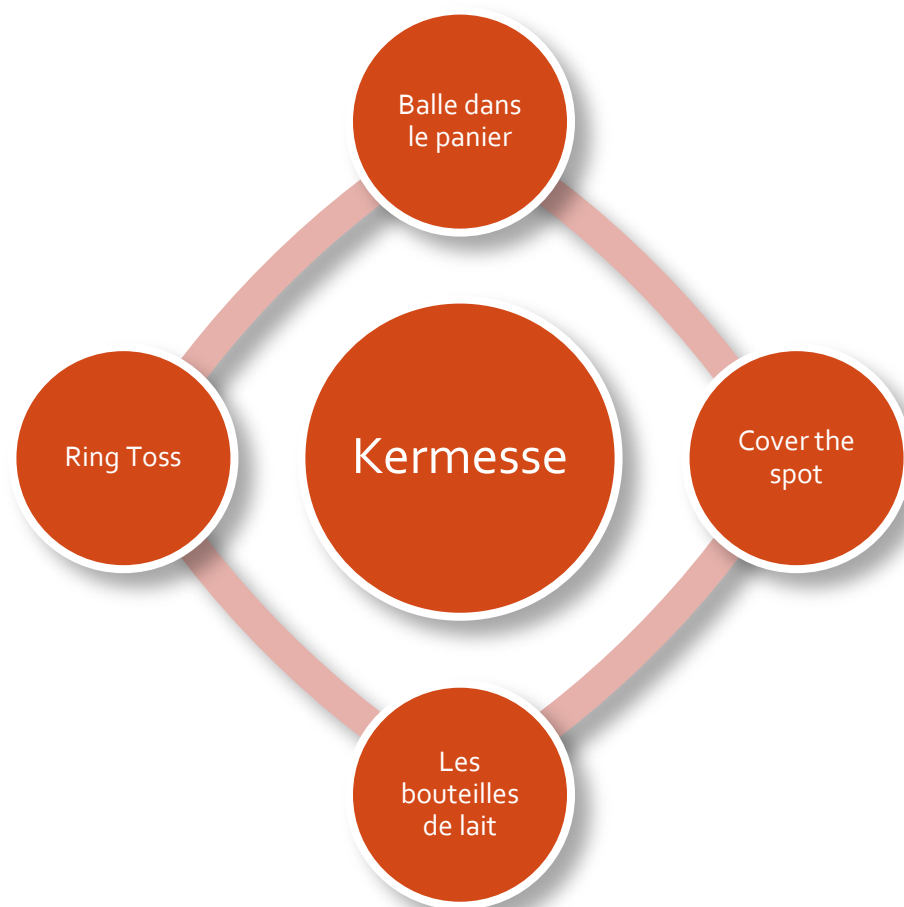 Balle dans
le panier
Ring Toss
Kermesse
Cover the
spot
Les
bouteilles
de lait